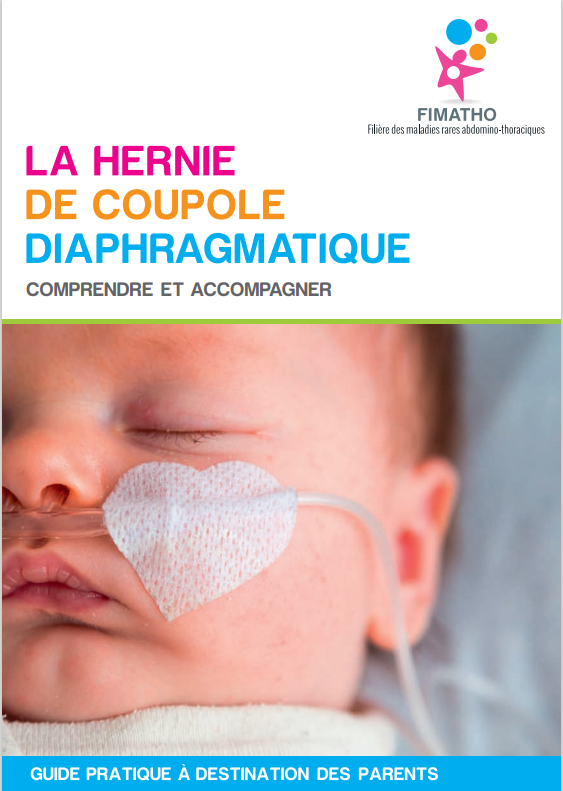 FIMATHO
Filière des maladies rares abdomino-thoraciques
LA HERNIE
DE COUPOLE
DIAPHRAGMATIQUE
COMPRENDRE ET ACCOMPAGNER
GUIDE PRATIQUE À DESTINATION DES PARENTS